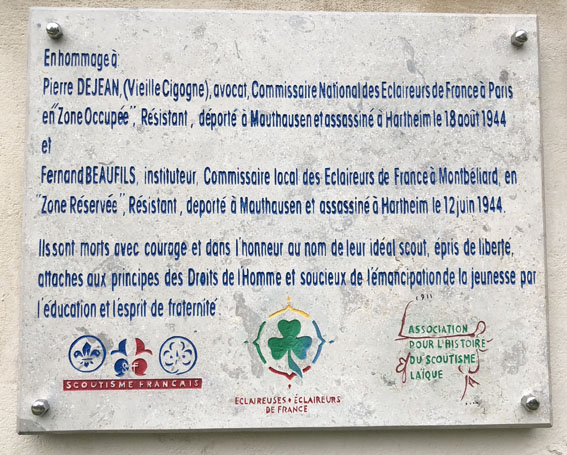 En hommage à
Pierre DEJEAN, (Vieille Cigogne), avocat, Commissaire National des Eclaireurs de France à Paris
en "Zone Occupée", Résistant, déporté à Mauthausen et assassiné à Hartheim le 18 août 1944
et
Fernand BEAUFILS, instituteur, Commissaire local des Eclaireurs de France à Montbéliard, en
"Zone Réservée", Résistant, deporté à Mauthausen et assassiné à Hartheim le 12 juin 1944.
Ils sont morts avec courage et dans l'honneur au nom de leur idéal scout, épris de liberté,
attaches aux principes des Droits de l'Homme et soucieux de l'émancipation de la jeunesse par
l'éducation et l'esprit de fraternité
SCOUTISME FRANCAIS
ECLAIREUSES • ECLAIREURS
DE FRANCE
1911
ASSOCIATION
POUR L'HISTOIRE
DU SCOUTISME
LAÏQUE